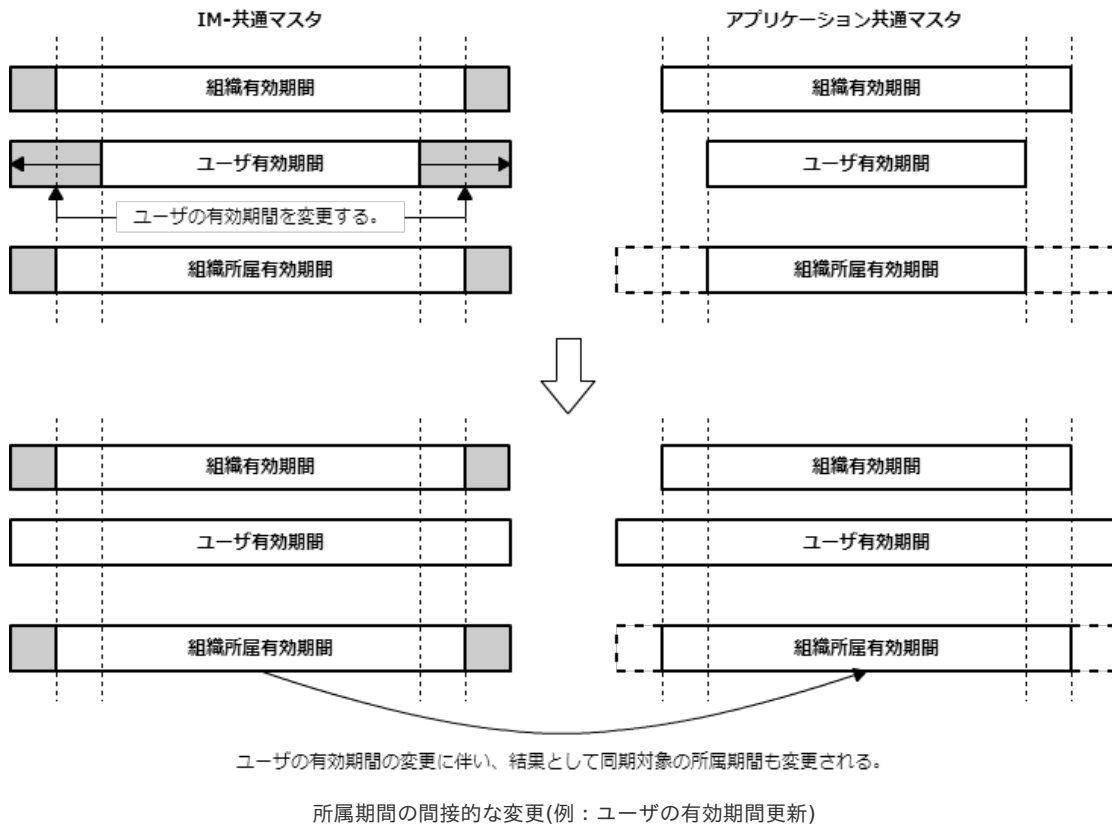 IM-共通マスタ
アプリケーション共通マスタ
組織有効期間
組織有効期間
ユーザ有効期間
ユーザ有効期間
ユーザの有効期間を変更する。
組織所属有効期間
組織所属有効期間
組織有効期間
組織有効期間
ユーザ有効期間
ユーザ有効期間
組織所属有効期間
組織所属有効期間
ユーザの有効期間の変更に伴い、結果として同期対象の所属期間も変更される。
所属期間の間接的な変更(例：ユーザの有効期間更新)